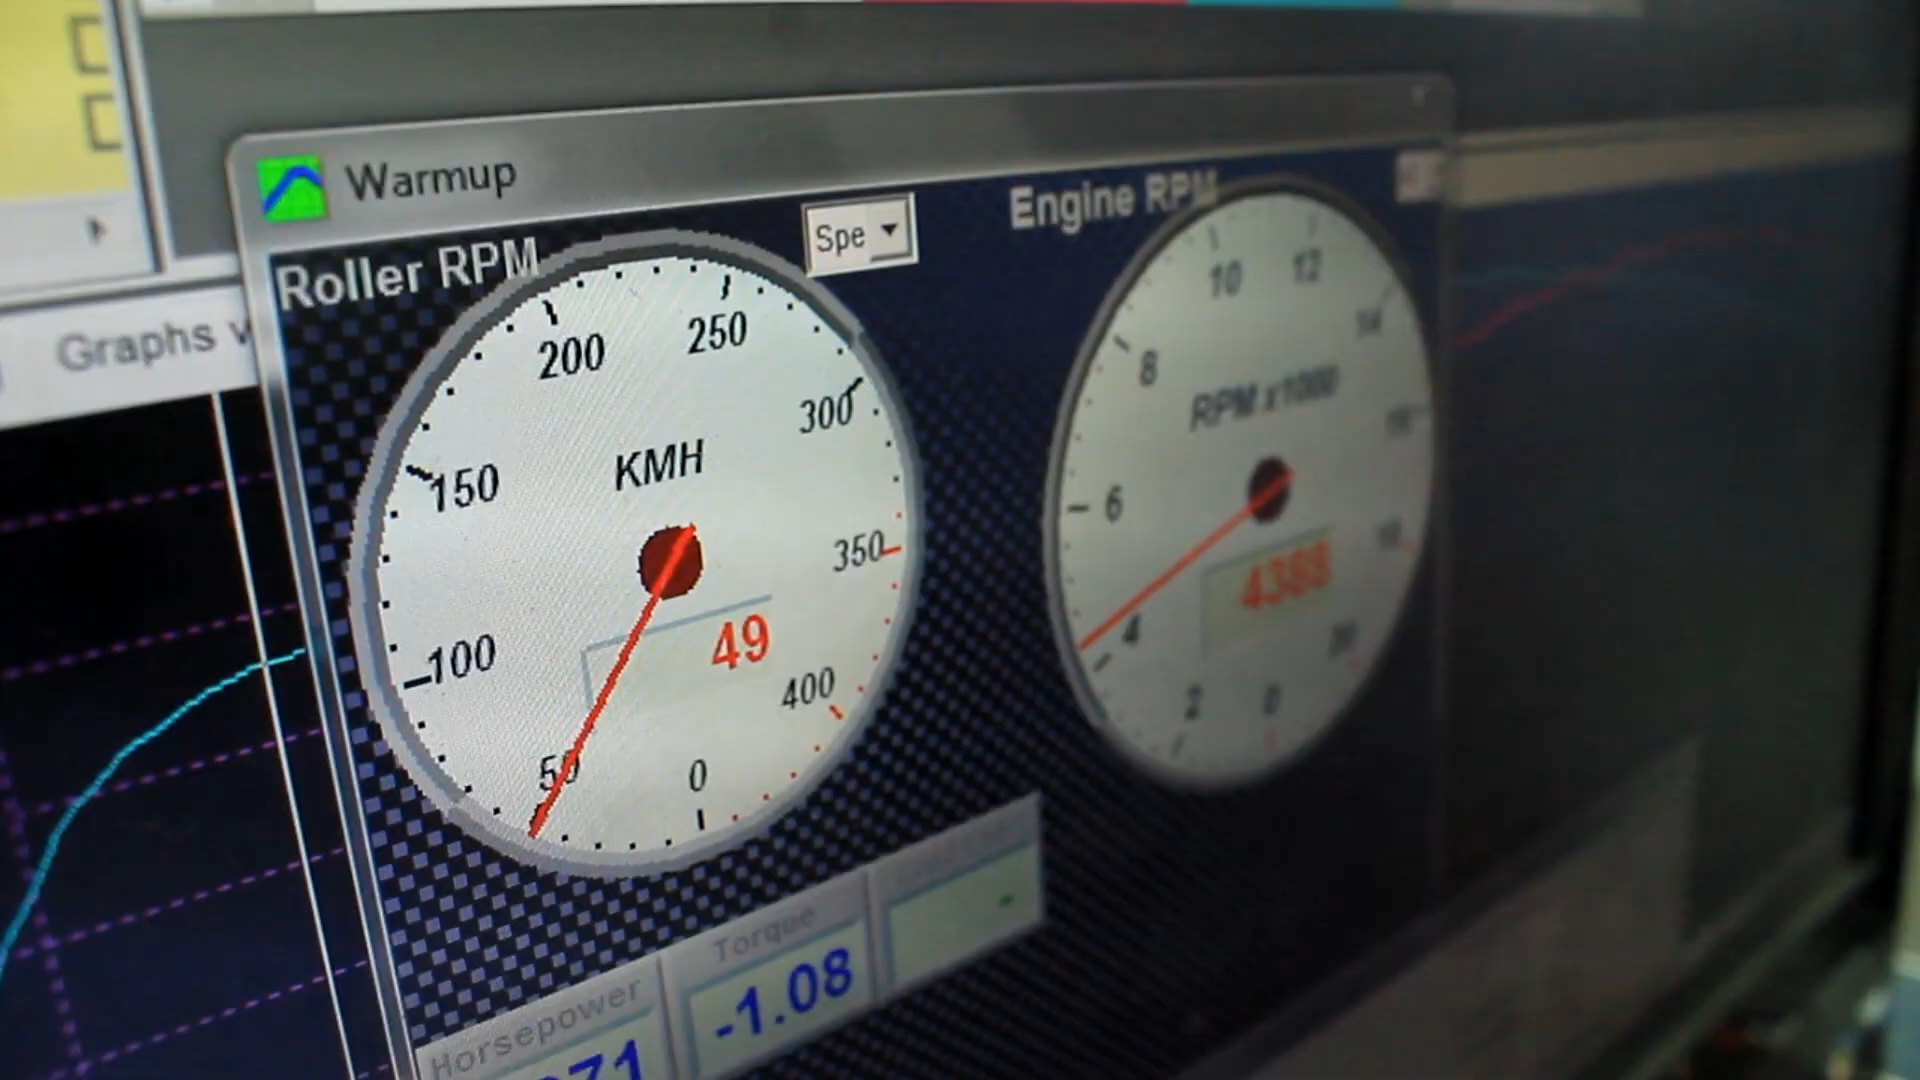 Warmup
Spe
Engine RPM
Roller RPM
Graphs
200
250
300
150
KMH
350
100
49
400
50
0
10
12
14
8
RPM x1000
6
4
2
0
Torque
-1.08
Horsepower